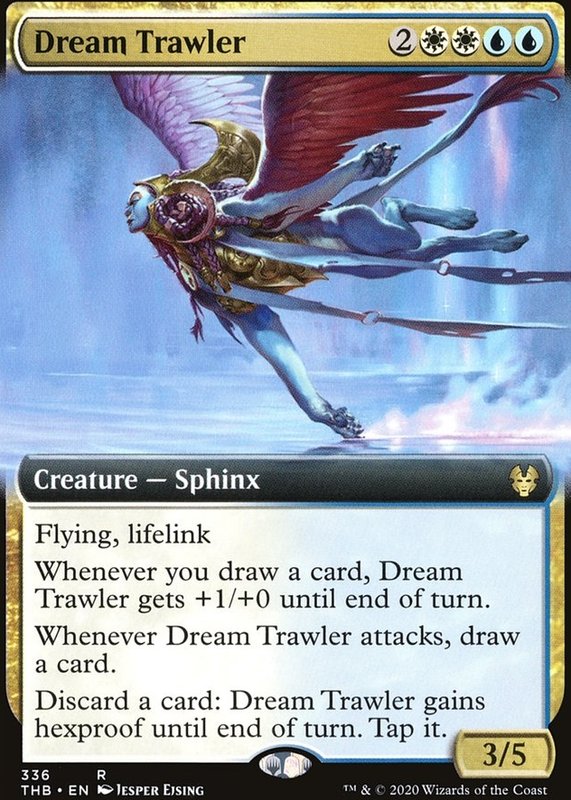 Dream Trawler 2
Creature — Sphinx
Flying, lifelink
Whenever you draw a card, Dream
Trawler gets +1/+0 until end of turn.
Whenever Dream Trawler attacks, draw
a card.
Discard a card: Dream Trawler gains
hexproof until end of turn. Tap it.
3/5
336 R
THB • EN Jesper Ejsing
™ & © 2020 Wizards of the Coast